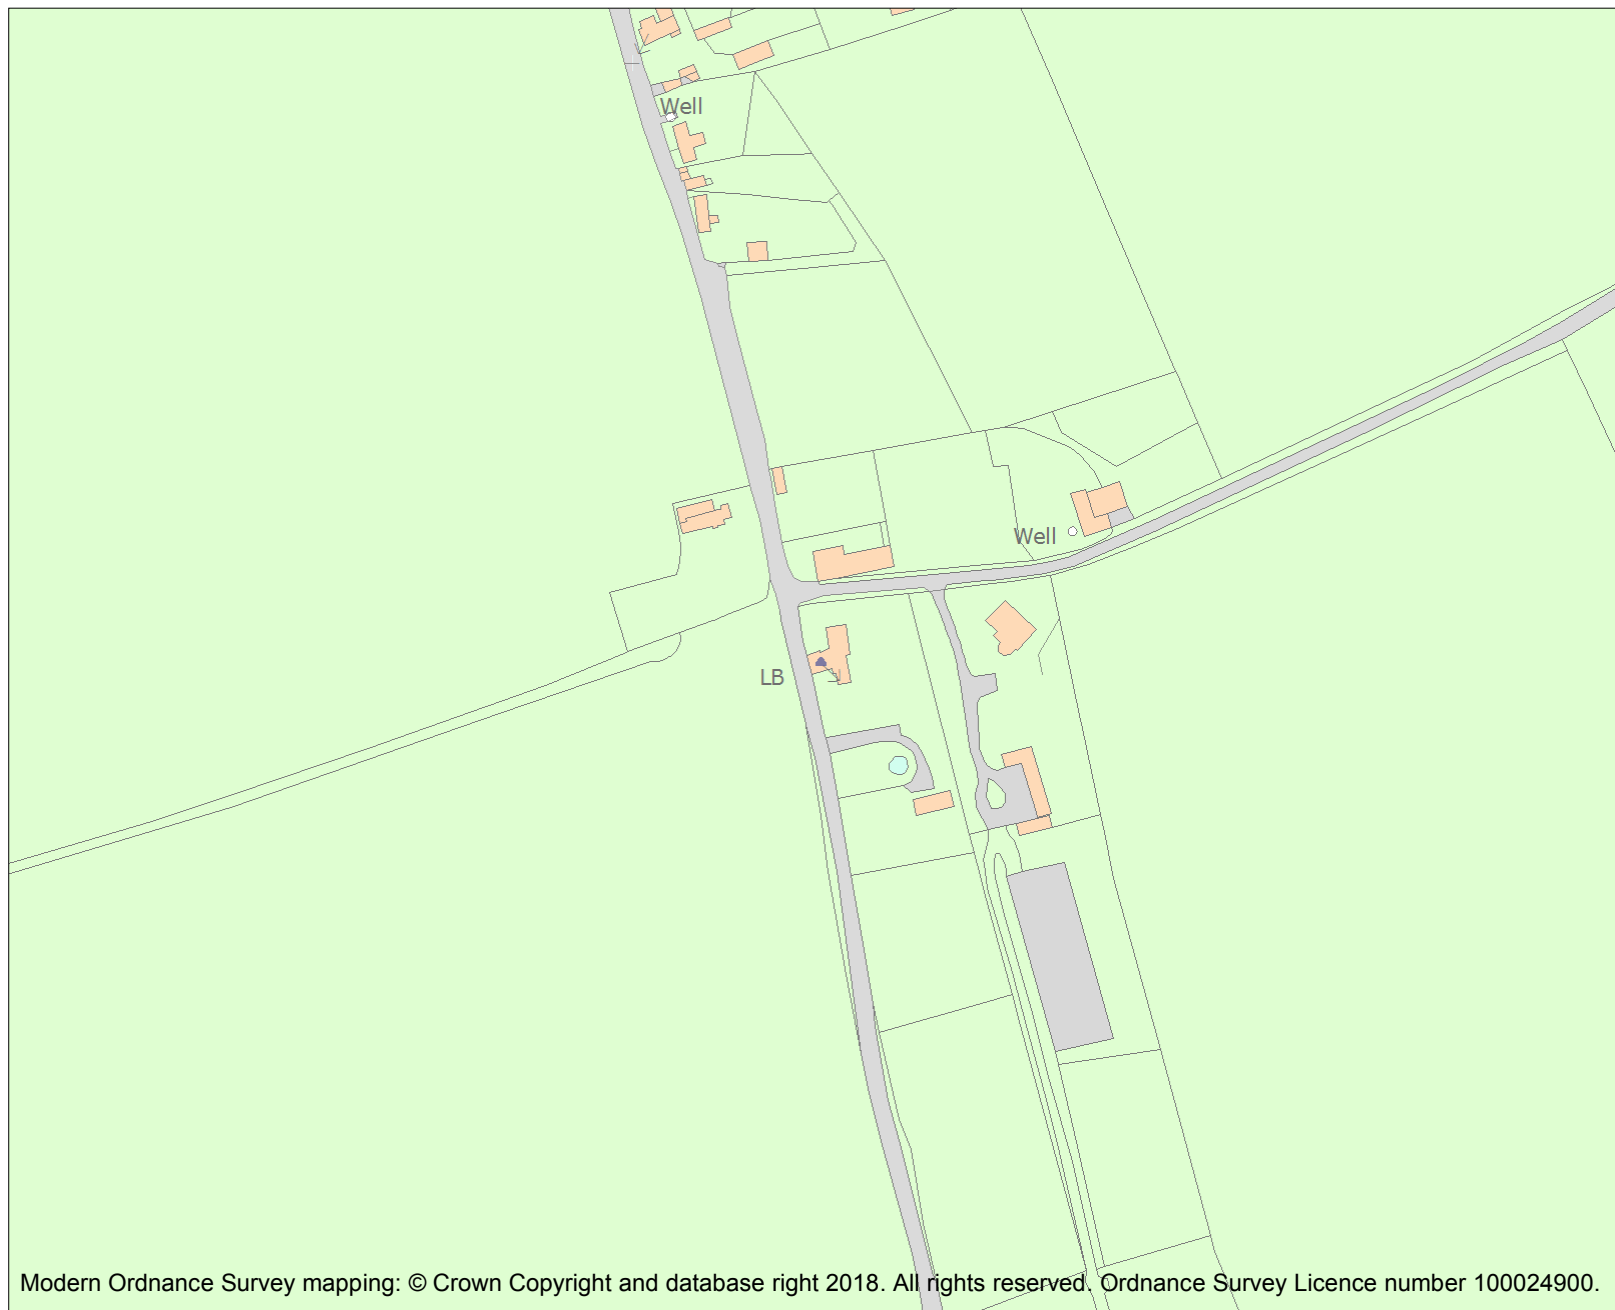 Well
Well
LB
Modern Ordnance Survey mapping: © Crown Copyright and database right 2018. All rights reserved. Ordnance Survey Licence number 100024900.